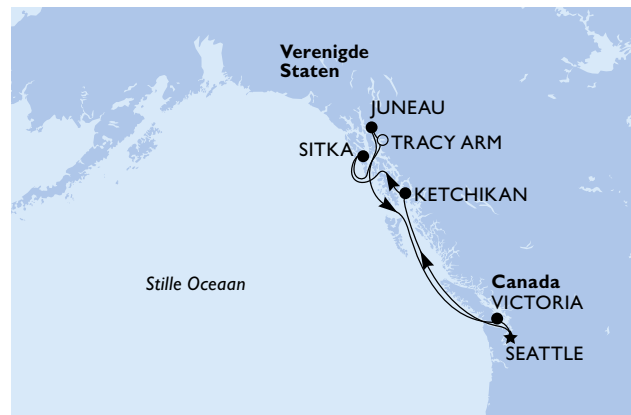 Verenigde
Staten
JUNEAU
TRACY ARM
SITKA
KETCHIKAN
Stille Oceaan
Canada
VICTORIA
SEATTLE